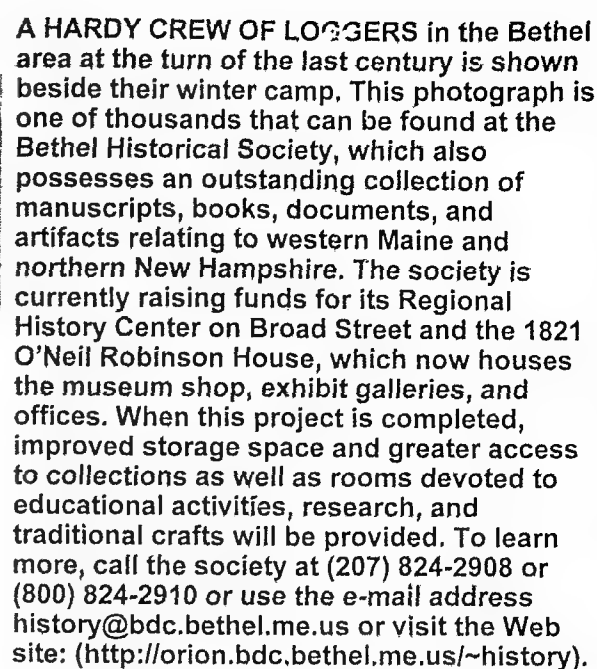 A HARDY CREW OF LOGGERS in the Bethel
area at the turn of the last century is shown
beside their winter camp. This photograph is
one of thousands that can be found at the
Bethel Historical Society, which also
possesses an outstanding collection of
manuscripts, books, documents, and
artifacts relating to western Maine and
northern New Hampshire. The society is
currently raising funds for its Regional
History Center on Broad Street and the 1821
O'Neil Robinson House, which now houses
the museum shop, exhibit galleries, and
offices. When this project is completed,
improved storage space and greater access
to collections as well as rooms devoted to
educational activities, research, and
traditional crafts will be provided. To learn
more, call the society at (207) 824-2908 or
(800) 824-2910 or use the e-mail address
history@bdc.bethel.me.us or visit the Web
site: (http://orion.bdc.bethel.me.us/~history).